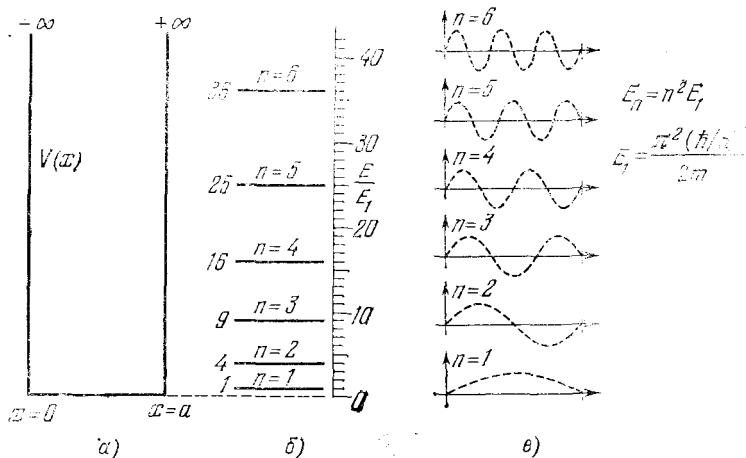 +∞ +∞
V(x)
x=0 x=a
а)
36 n=6
25 n=5
16 n=4
9 n=3
4 n=2
1 n=1
40
30
E/E₁
20
10
0
б)
n=6
n=5
n=4
n=3
n=2
n=1
в)
Eₙ=n²E₁
E₁=π²(ħ/
2m